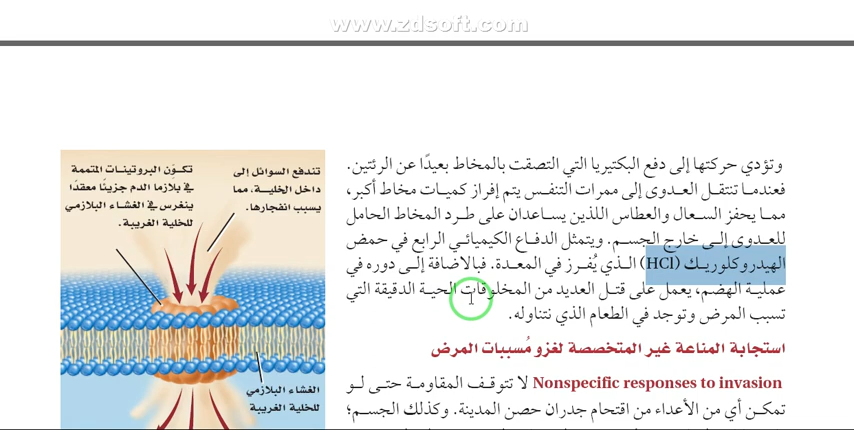 www.zdsoft.com
وتؤدي حركتها إلى دفع البكتيريا التي التصقت بالمخاط بعيدًا عن الرئتين.
فعندما تنتقل العدوى إلى ممرات التنفس يتم إفراز كميات مخاط أكبر،
مما يحفز السعال والعطاس اللذين يساعدان على طرد المخاط الحامل
للعدوى إلى خارج الجسم. ويتمثل الدفاع الكيميائي الرابع في حمض
الهيدروكلوريك (HCl) الذي يُفرز في المعدة. فبالاضافة إلى دوره في
عملية الهضم، يعمل على قتل العديد من المخلوقات الحية الدقيقة التي
تسبب المرض وتوجد في الطعام الذي نتناوله.
استجابة المناعة غير المتخصصة لغزو مُسببات المرض
Nonspecific responses to invasion لا تتوقف المقاومة حتى لو
تمكن أي من الأعداء من اقتحام جدران حصن المدينة. وكذلك الجسم؛
تندفع السوائل إلى
داخل الخلية، مما
يسبب انفجارها.
تكوّن البروتينات المتممة
في بلازما الدم جزيئًا معقدًا
ينغرس في الغشاء البلازمي
للخلية الغريبة.
الغشاء البلازمي
للخلية الغريبة